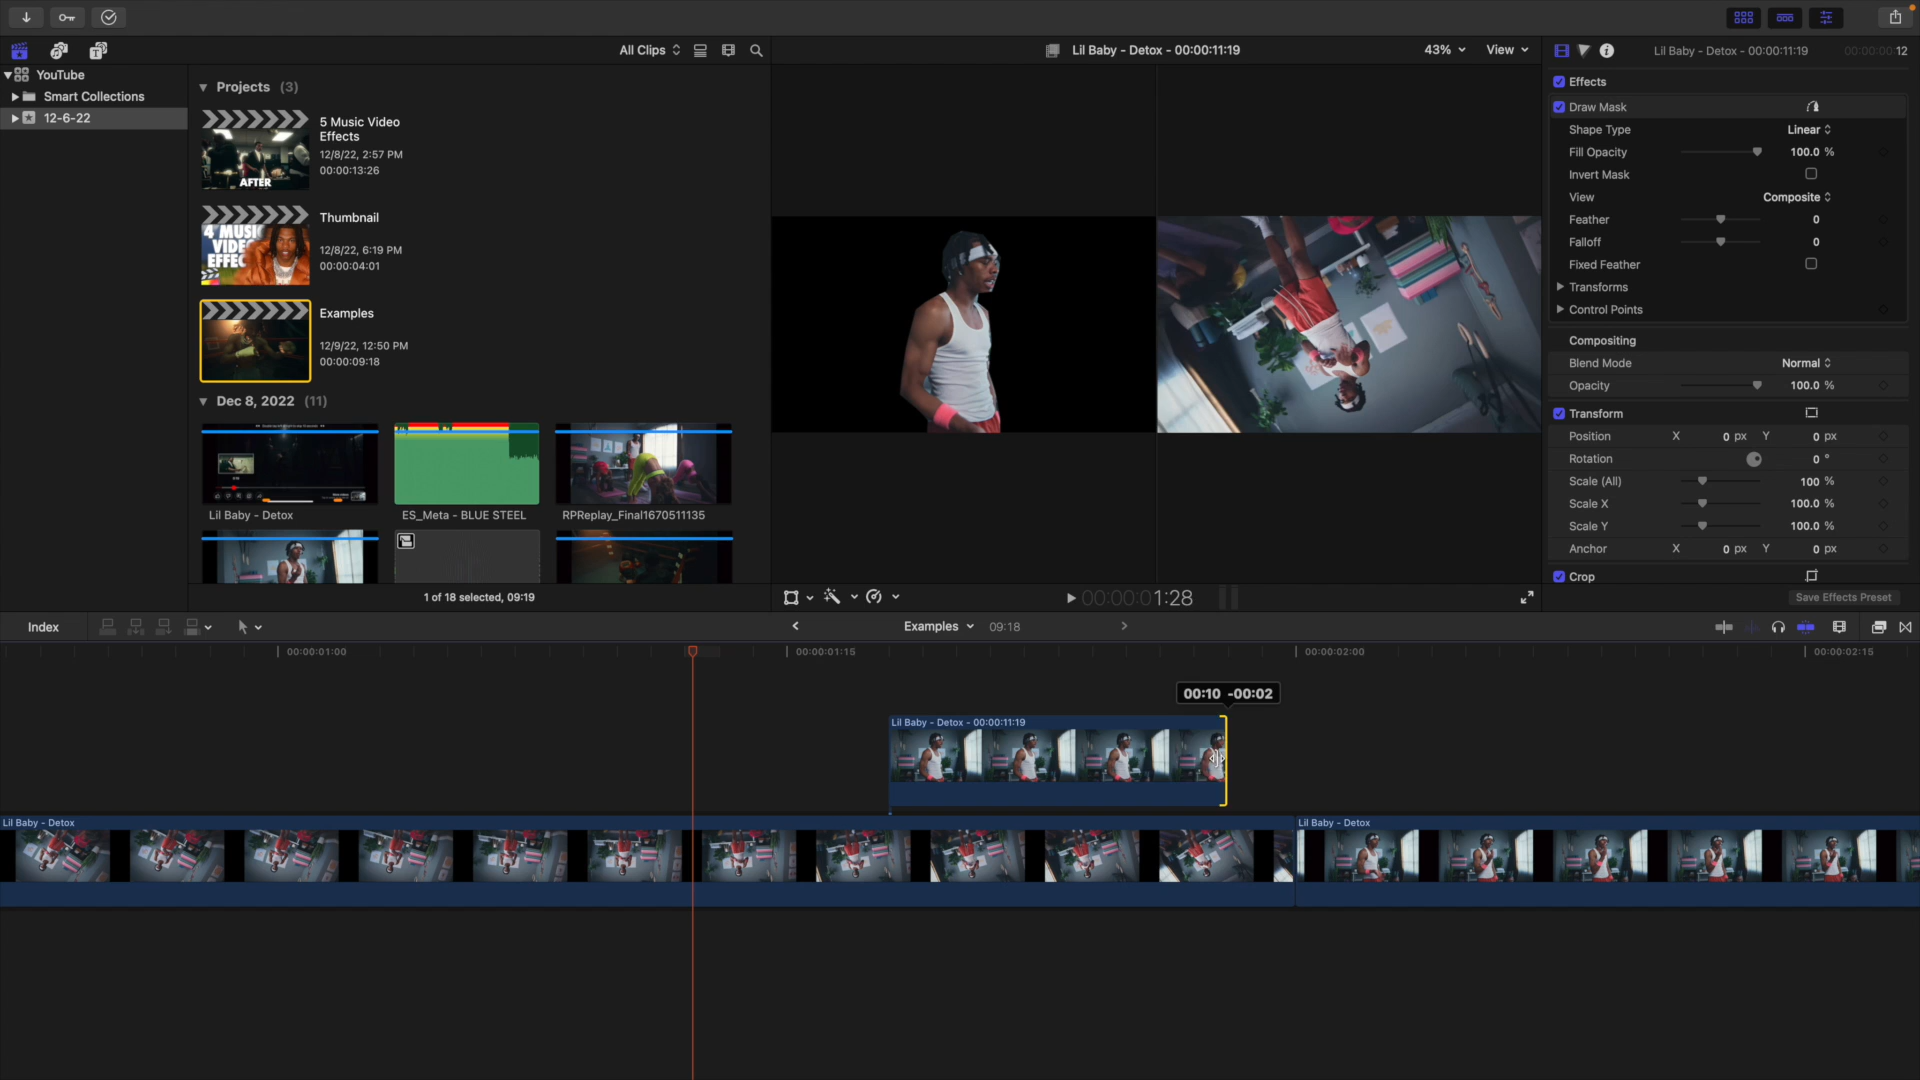 All Clips
Lil Baby - Detox - 00:00:11:19
43%
View
Lil Baby - Detox - 00:00:11:19
00:00:00:12
YouTube
Smart Collections
12-6-22
Projects (3)
5 Music Video
Effects
12/8/22, 2:57 PM
00:00:13:26
AFTER
Thumbnail
12/8/22, 6:19 PM
00:00:04:01
4 MUSI
VIDE
EFFEC
Examples
12/9/22, 12:50 PM
00:00:09:18
Dec 8, 2022 (11)
Lil Baby - Detox
ES_Meta - BLUE STEEL
RPReplay_Final1670511135
1 of 18 selected, 09:19
00:00:01:28
Effects
Draw Mask
Shape Type Linear
Fill Opacity 100.0 %
Invert Mask
View Composite
Feather 0
Falloff 0
Fixed Feather
Transforms
Control Points
Compositing
Blend Mode Normal
Opacity 100.0 %
Transform
Position X 0 px Y 0 px
Rotation 0 °
Scale (All) 100 %
Scale X 100.0 %
Scale Y 100.0 %
Anchor X 0 px Y 0 px
Crop
Save Effects Preset
Index
Examples
09:18
00:00:01:00
00:00:01:15
00:00:02:00
00:00:02:15
00:10 -00:02
Lil Baby - Detox - 00:00:11:19
Lil Baby - Detox
Lil Baby - Detox